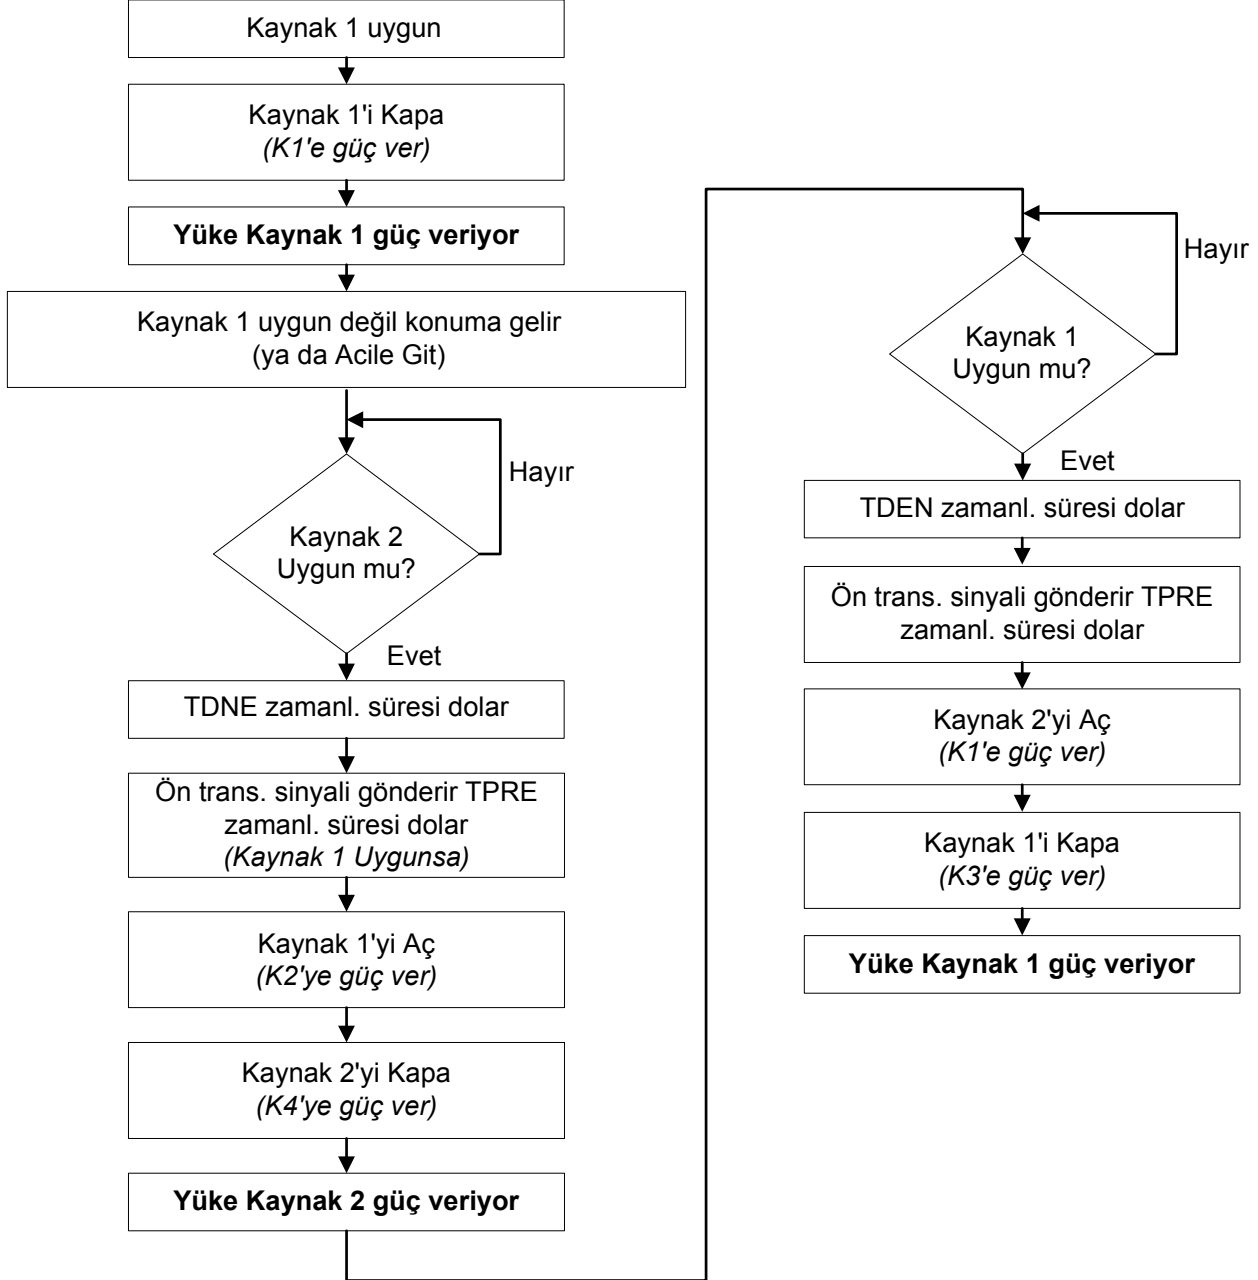 Kaynak 1 uygun
Kaynak 1'i Kapa
(K1'e güç ver)
Yüke Kaynak 1 güç veriyor
Kaynak 1 uygun değil konuma gelir
(ya da Acile Git)
Hayır
Kaynak 2
Uygun mu?
Evet
TDNE zamanl. süresi dolar
Ön trans. sinyali gönderir TPRE
zamanl. süresi dolar
(Kaynak 1 Uygunsa)
Kaynak 1'yi Aç
(K2'ye güç ver)
Kaynak 2'yi Kapa
(K4'ye güç ver)
Yüke Kaynak 2 güç veriyor
Hayır
Kaynak 1
Uygun mu?
Evet
TDEN zamanl. süresi dolar
Ön trans. sinyali gönderir TPRE
zamanl. süresi dolar
Kaynak 2'yi Aç
(K1'e güç ver)
Kaynak 1'i Kapa
(K3'e güç ver)
Yüke Kaynak 1 güç veriyor